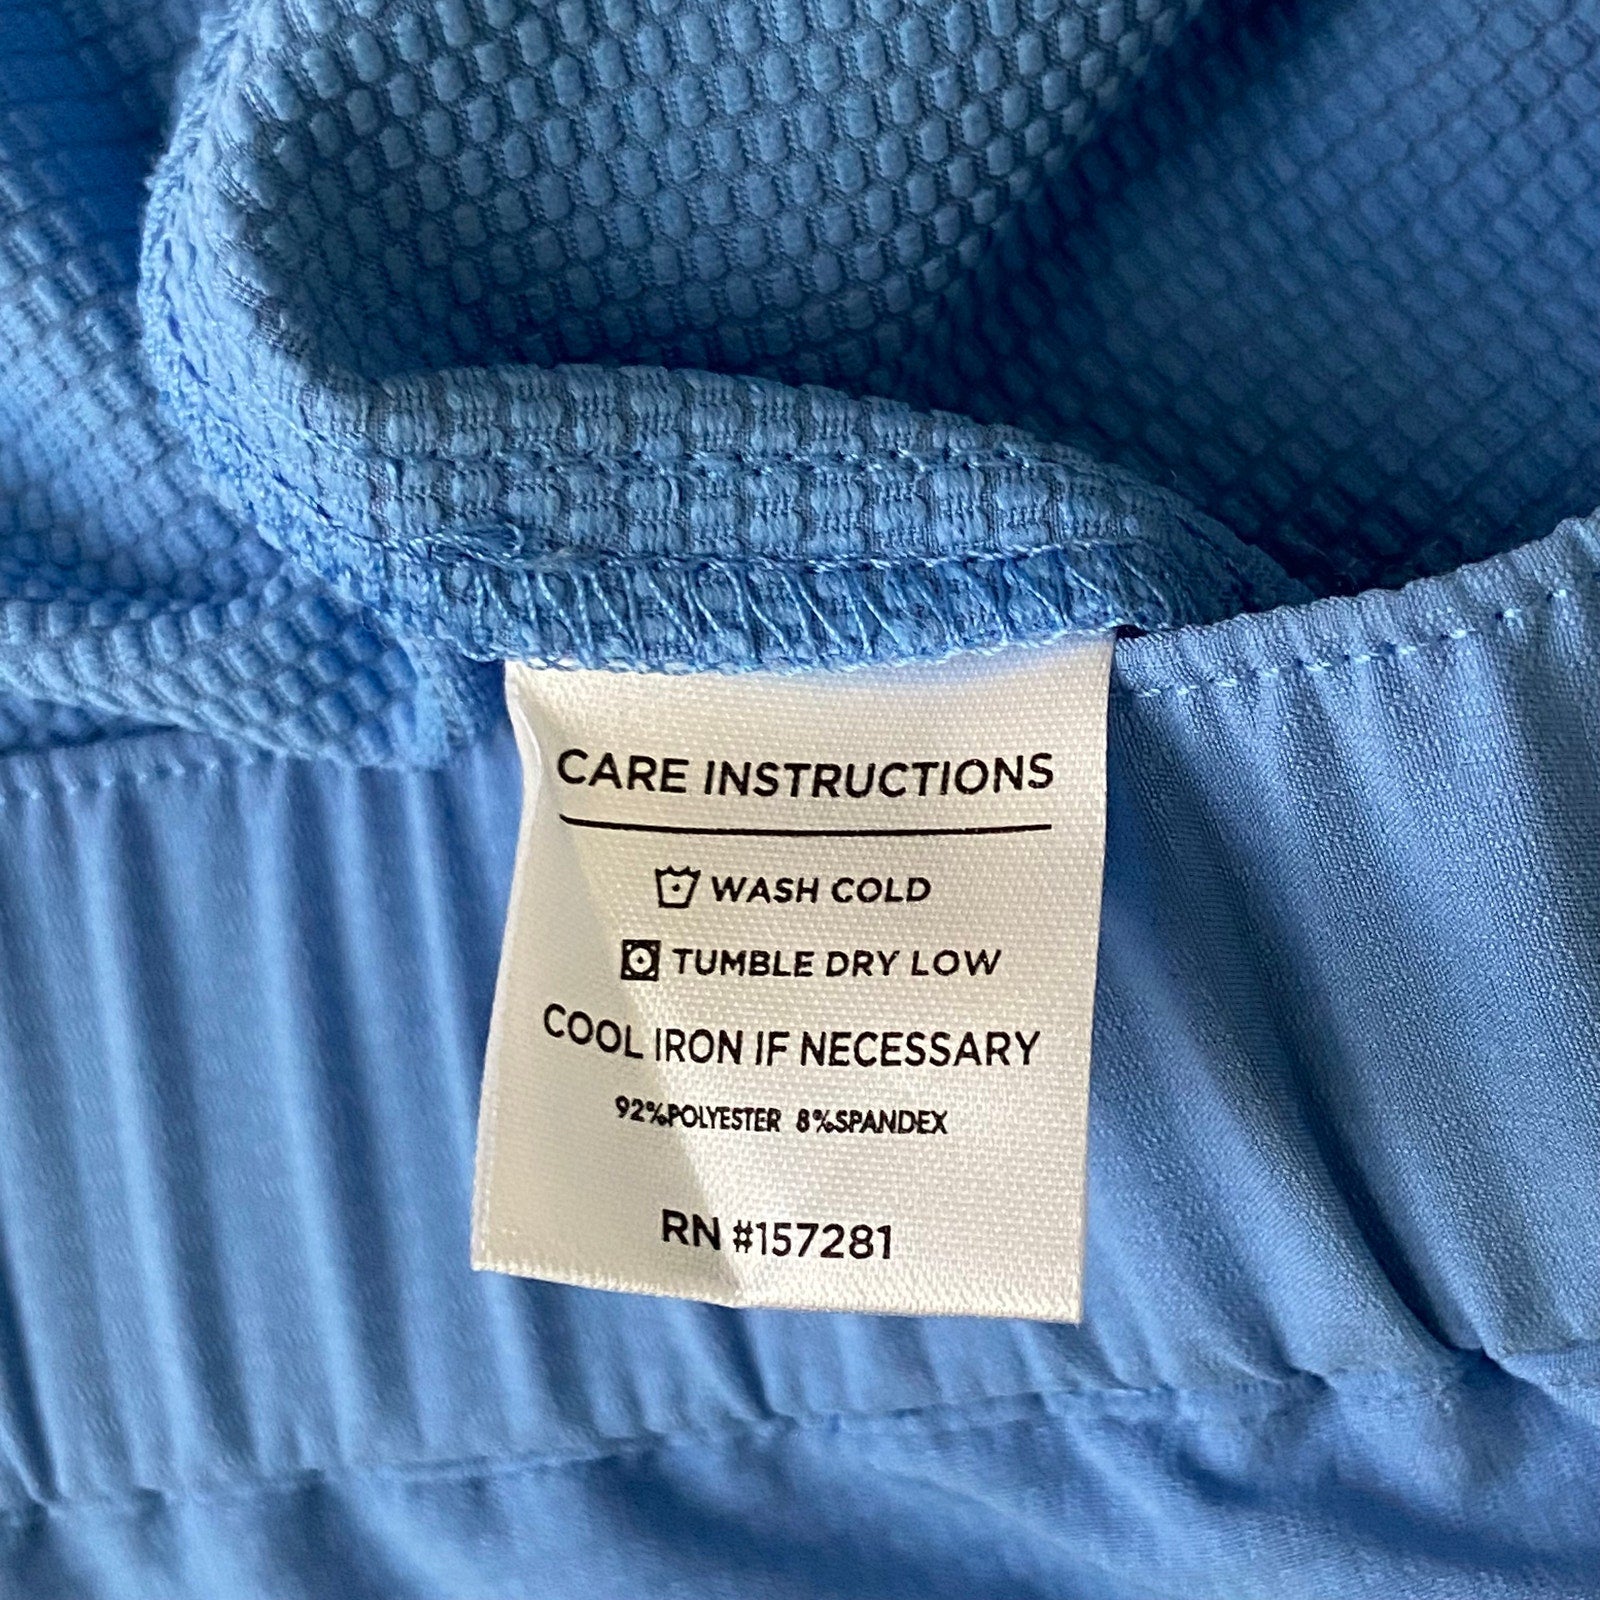 CARE INSTRUCTIONS
WASH COLD
TUMBLE DRY LOW
COOL IRON IF NECESSARY
92%POLYESTER 8%SPANDEX
RN #157281